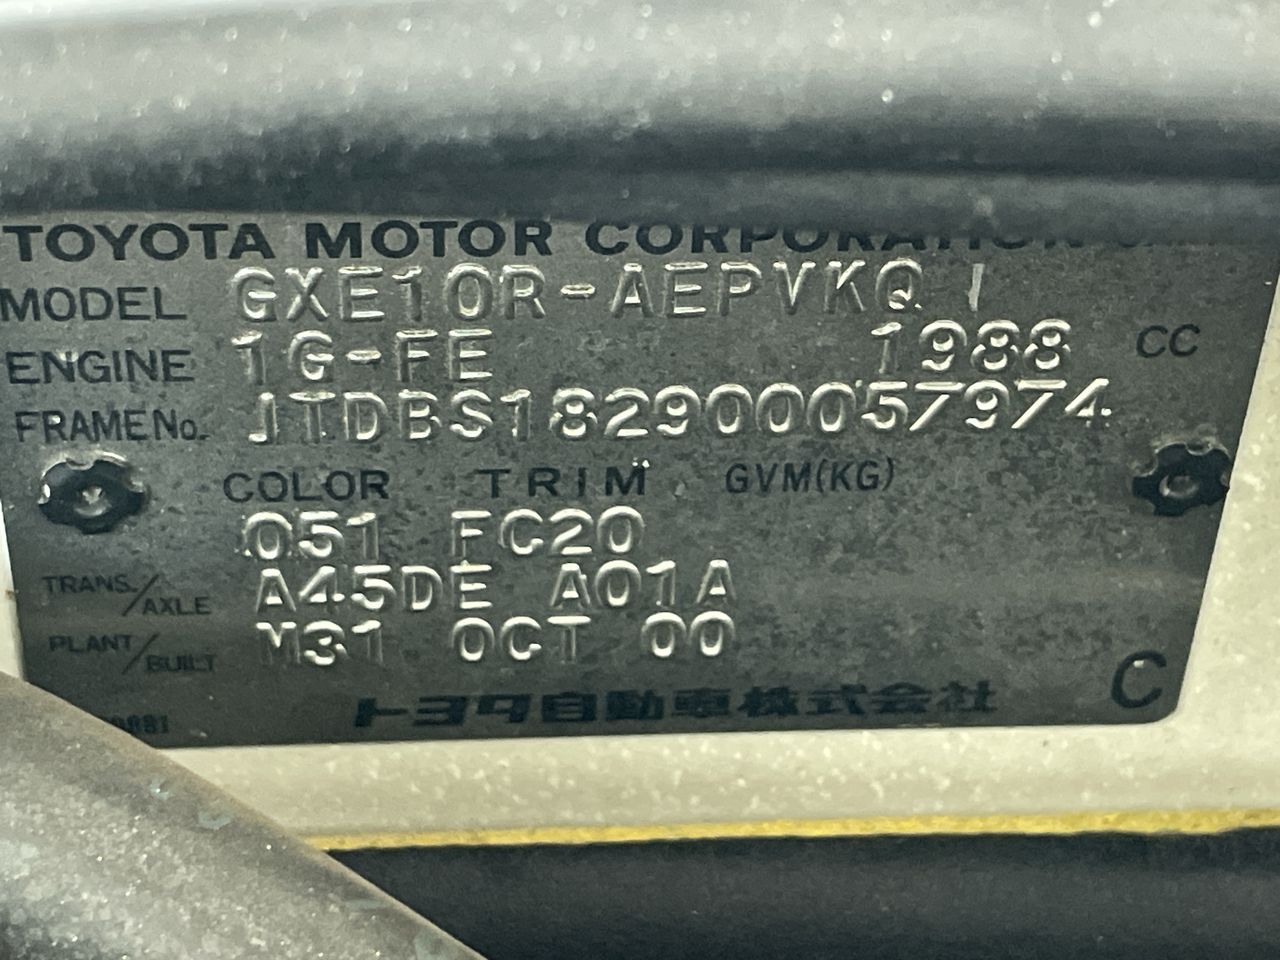 TOYOTA MOTOR CORPORATION
MODEL GXE10R-AEPVKQ
ENGINE 1G-FE 1988 CC
FRAME No. JTDBS182900057974
COLOR TRIM GVM(KG)
051 FC20
TRANS./AXLE A45DE A01A
PLANT/BUILT M31 OCT 00
トヨタ自動車株式会社 C